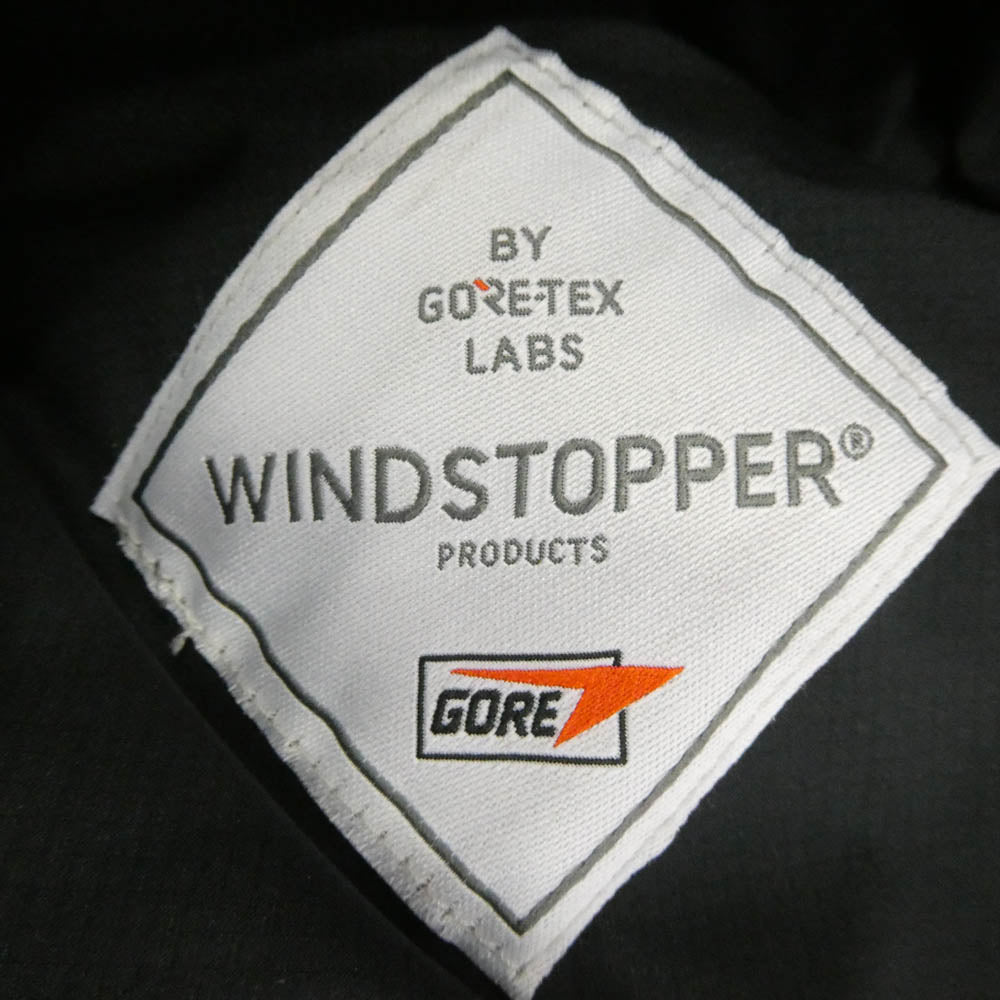 BY
GORE-TEX
LABS
WINDSTOPPER®
PRODUCTS
GORE